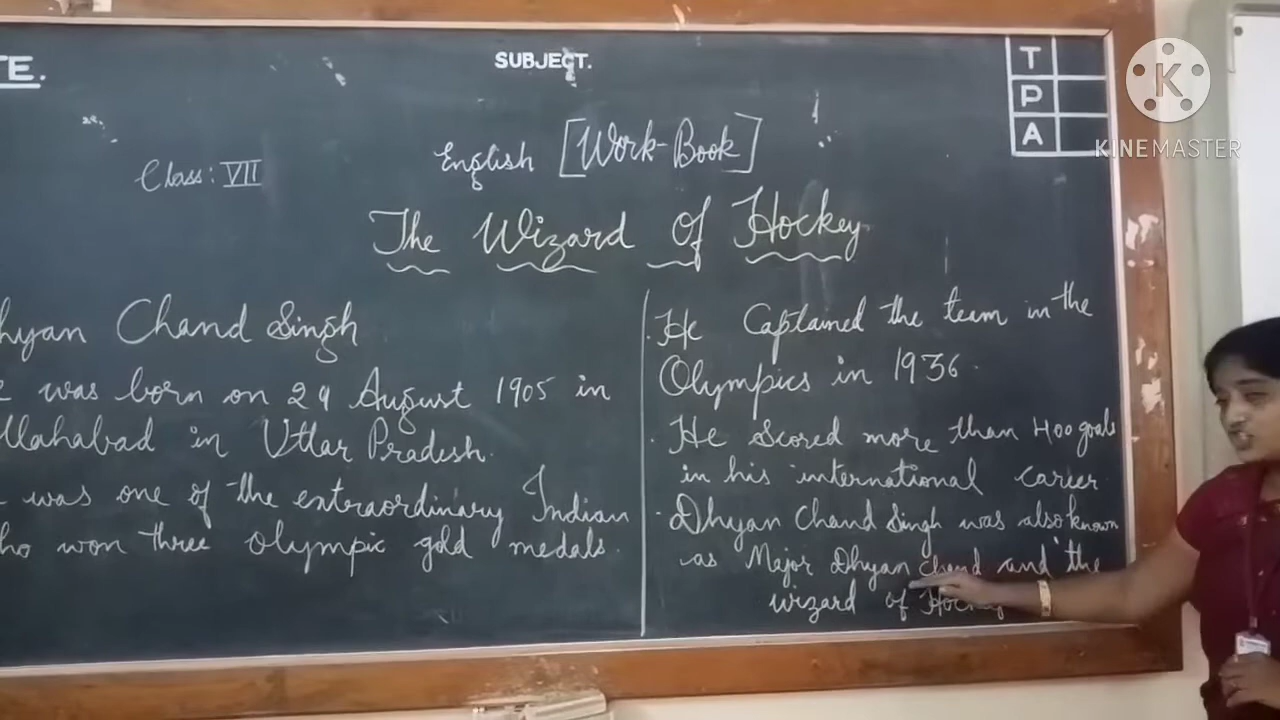 TE.
SUBJECT.
T
P
A
K
KINEMASTER
Class: VII
English [Work-Book]
The Wizard of Hockey
hyan Chand Singh
e was born on 29 August 1905 in
llahabad in Uttar Pradesh.
was one of the extraordinary Indian
ho won three olympic gold medals.
. He Captained the team in the
Olympics in 1936.
. He Scored more than 400 goals
in his international career.
. Dhyan Chand Singh was also known
as Major Dhyan Chand and "the
wizard of Hockey